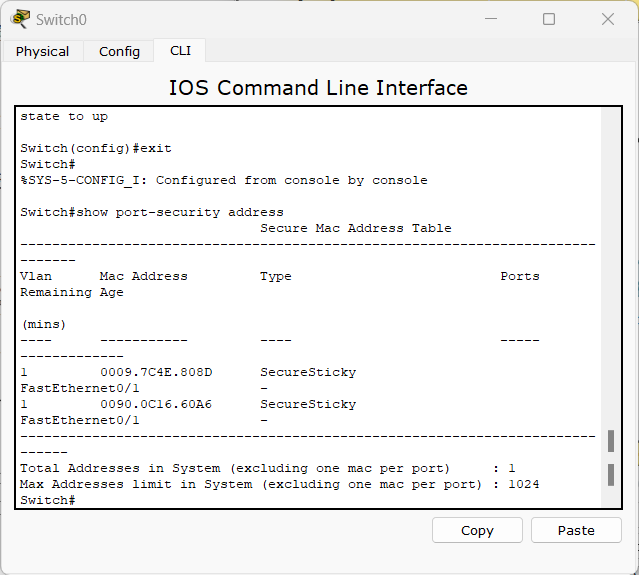 Switch0
Physical Config CLI
IOS Command Line Interface
state to up
Switch(config)#exit
Switch#
%SYS-5-CONFIG_I: Configured from console by console
Switch#show port-security address
Secure Mac Address Table
------------------------------------------------------------------------
-------
Vlan Mac Address Type Ports
Remaining Age
(mins)
---- ----------- ---- -----
-------------
1 0009.7C4E.808D SecureSticky
FastEthernet0/1 -
1 0090.0C16.60A6 SecureSticky
FastEthernet0/1 -
------------------------------------------------------------------------
------
Total Addresses in System (excluding one mac per port) : 1
Max Addresses limit in System (excluding one mac per port) : 1024
Switch#
Copy Paste